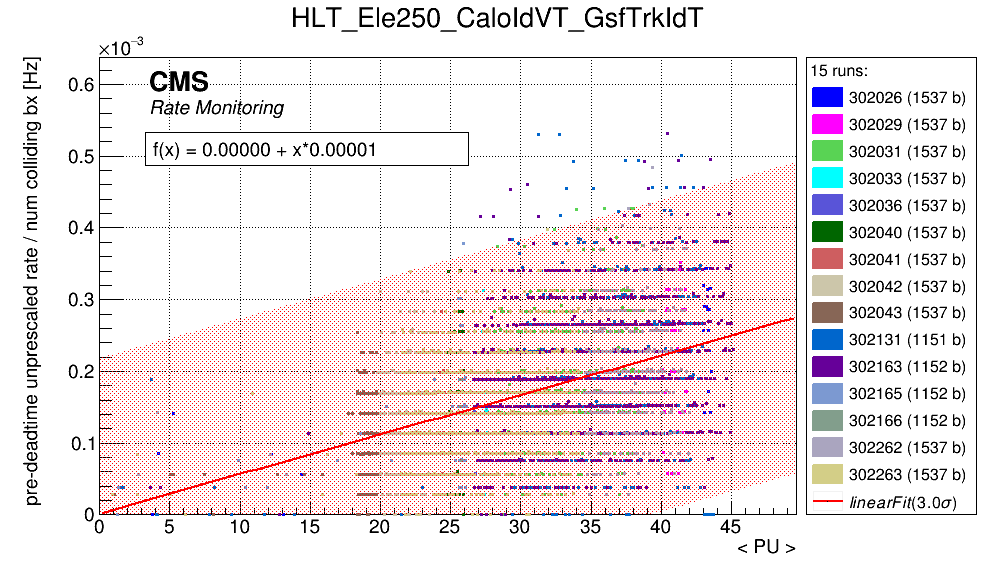 HLT_Ele250_CaloIdVT_GsfTrkIdT
×10⁻³
pre-deadtime unprescaled rate / num colliding bx [Hz]
CMS
Rate Monitoring
f(x) = 0.00000 + x*0.00001
0.6
0.5
0.4
0.3
0.2
0.1
0
0 5 10 15 20 25 30 35 40 45
< PU >
15 runs:
302026 (1537 b)
302029 (1537 b)
302031 (1537 b)
302033 (1537 b)
302036 (1537 b)
302040 (1537 b)
302041 (1537 b)
302042 (1537 b)
302043 (1537 b)
302131 (1151 b)
302163 (1152 b)
302165 (1152 b)
302166 (1152 b)
302262 (1537 b)
302263 (1537 b)
linearFit(3.0σ)